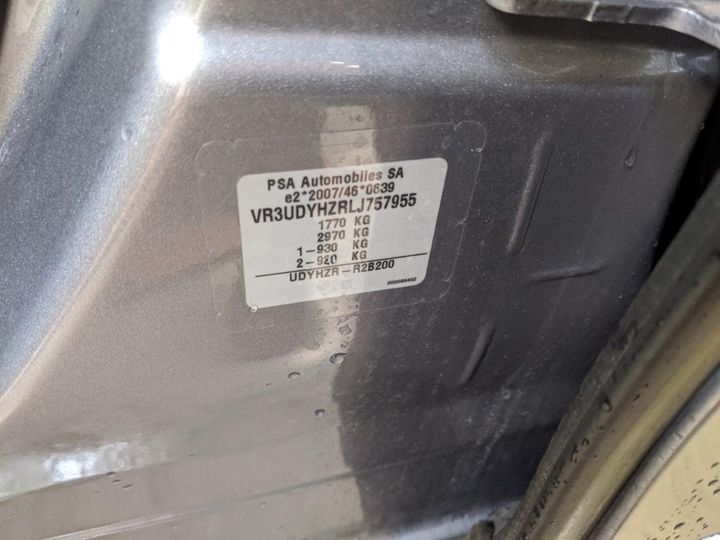 PSA Automobiles SA
e2*2007/46*0639
VR3UDYHZRLJ757955
1770 KG
2970 KG
1-930 KG
2-920 KG
UDYHZR-R2B200